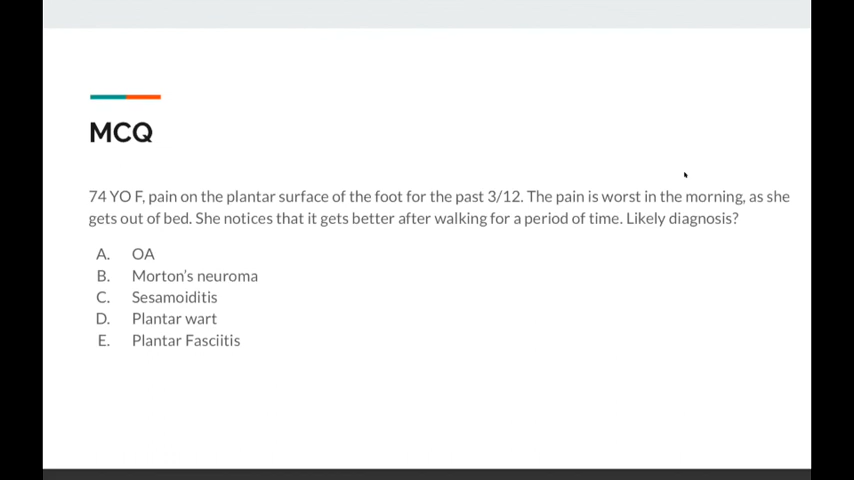 MCQ
74 YO F, pain on the plantar surface of the foot for the past 3/12. The pain is worst in the morning, as she
gets out of bed. She notices that it gets better after walking for a period of time. Likely diagnosis?
A. OA
B. Morton's neuroma
C. Sesamoiditis
D. Plantar wart
E. Plantar Fasciitis